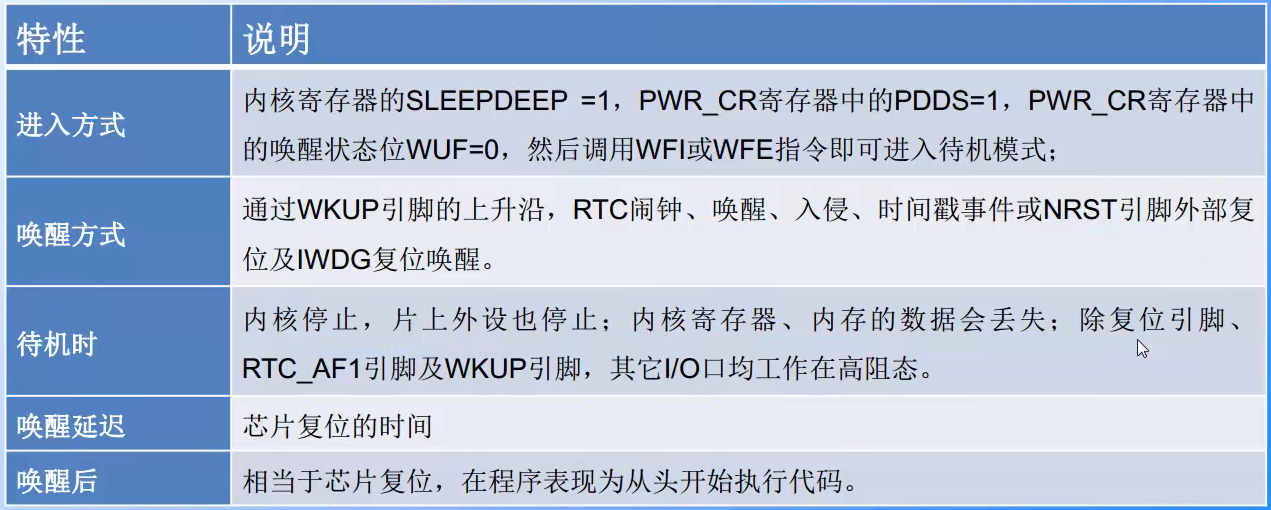 特性 说明
进入方式
内核寄存器的SLEEPDEEP =1，PWR_CR寄存器中的PDDS=1，PWR_CR寄存器中
的唤醒状态位WUF=0，然后调用WFI或WFE指令即可进入待机模式；
唤醒方式
通过WKUP引脚的上升沿，RTC闹钟、唤醒、入侵、时间戳事件或NRST引脚外部复
位及IWDG复位唤醒。
待机时
内核停止，片上外设也停止；内核寄存器、内存的数据会丢失；除复位引脚、
RTC_AF1引脚及WKUP引脚，其它I/O口均工作在高阻态。
唤醒延迟 芯片复位的时间
唤醒后 相当于芯片复位，在程序表现为从头开始执行代码。